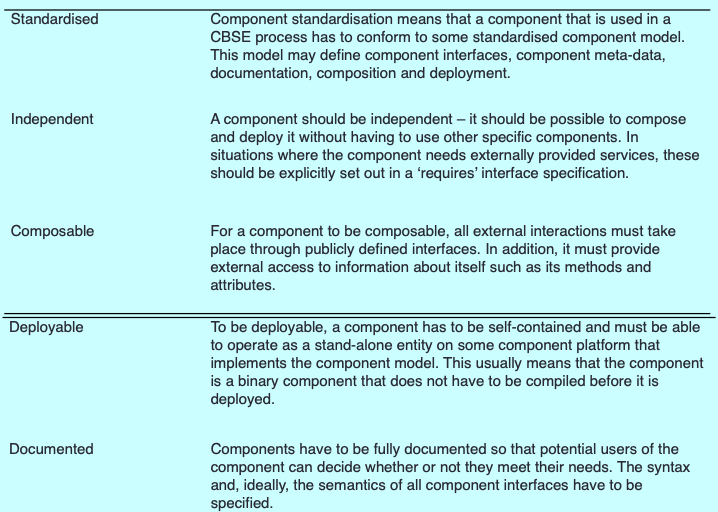 Standardised
Component standardisation means that a component that is used in a
CBSE process has to conform to some standardised component model.
This model may define component interfaces, component meta-data,
documentation, composition and deployment.
Independent
A component should be independent – it should be possible to compose
and deploy it without having to use other specific components. In
situations where the component needs externally provided services, these
should be explicitly set out in a ‘requires’ interface specification.
Composable
For a component to be composable, all external interactions must take
place through publicly defined interfaces. In addition, it must provide
external access to information about itself such as its methods and
attributes.
Deployable
To be deployable, a component has to be self-contained and must be able
to operate as a stand-alone entity on some component platform that
implements the component model. This usually means that the component
is a binary component that does not have to be compiled before it is
deployed.
Documented
Components have to be fully documented so that potential users of the
component can decide whether or not they meet their needs. The syntax
and, ideally, the semantics of all component interfaces have to be
specified.